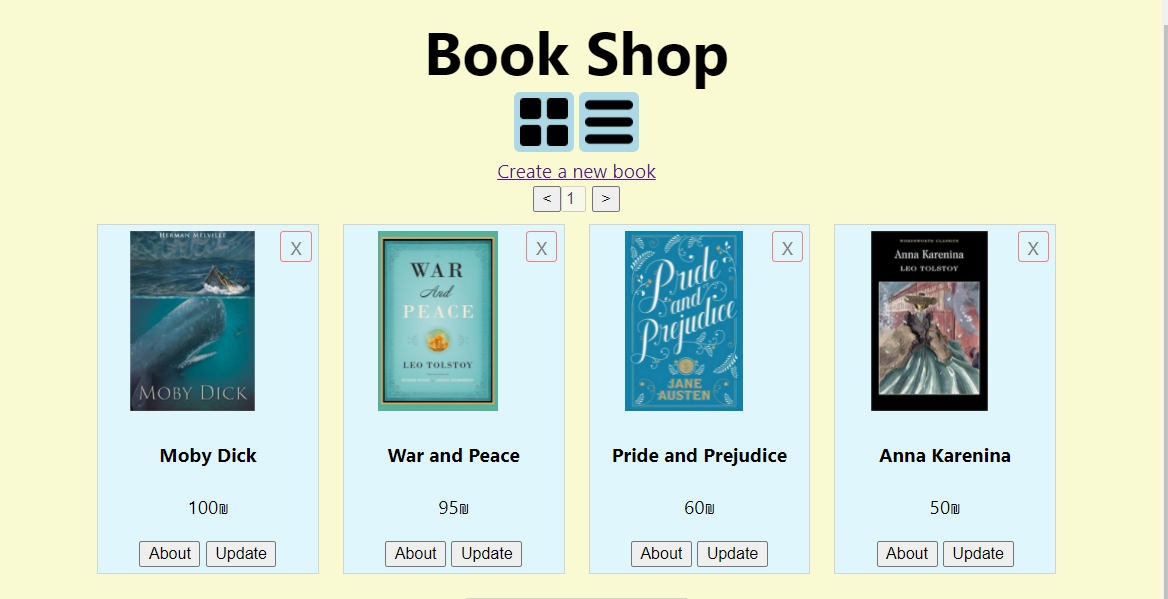 Book Shop
Create a new book
< 1 >
HERMAN MELVILLE
MOBY DICK
X
WAR
And
PEACE
LEO TOLSTOY
X
Pride
and
Prejudice
JANE
AUSTEN
X
WORDSWORTH CLASSICS
Anna Karenina
LEO TOLSTOY
X
Moby Dick
War and Peace
Pride and Prejudice
Anna Karenina
100₪
95₪
60₪
50₪
About Update
About Update
About Update
About Update